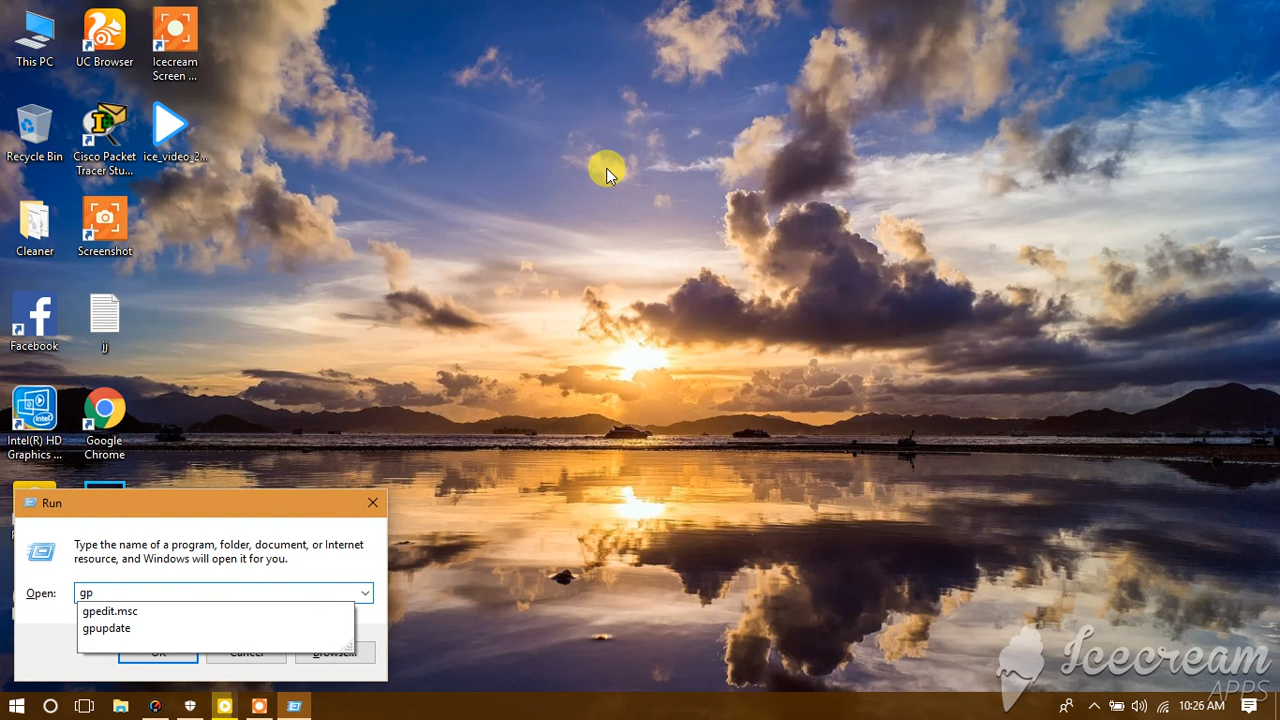 This PC
UC Browser
Icecream
Screen ...
Recycle Bin
Cisco Packet
Tracer Stu...
ice_video_2...
Cleaner
Screenshot
Facebook
jj
Intel(R) HD
Graphics ...
Google
Chrome
Run
Type the name of a program, folder, document, or Internet
resource, and Windows will open it for you.
Open:
gp
gpedit.msc
gpupdate
OK
Cancel
Browse...
Icecream
APPS
10:26 AM